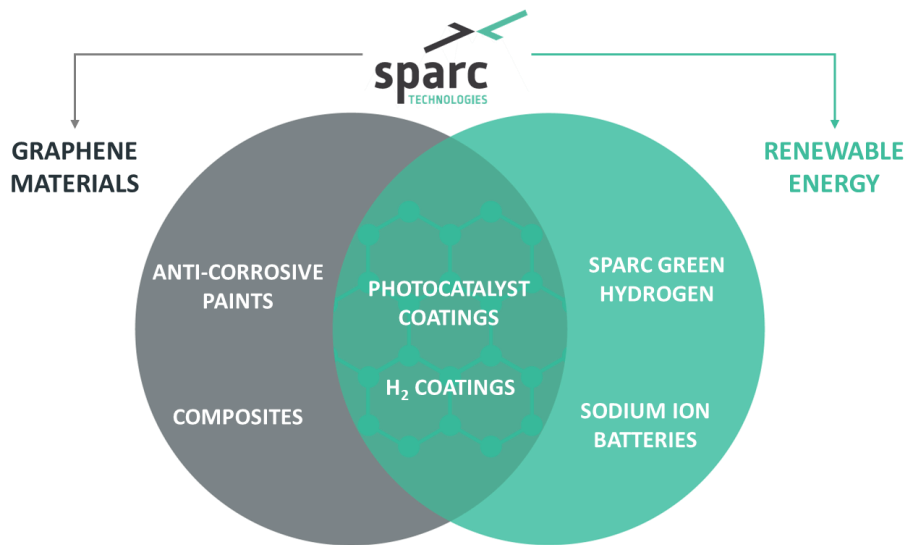 sparc
TECHNOLOGIES
GRAPHENE
MATERIALS
RENEWABLE
ENERGY
ANTI-CORROSIVE
PAINTS
COMPOSITES
PHOTOCATALYST
COATINGS
H₂ COATINGS
SPARC GREEN
HYDROGEN
SODIUM ION
BATTERIES